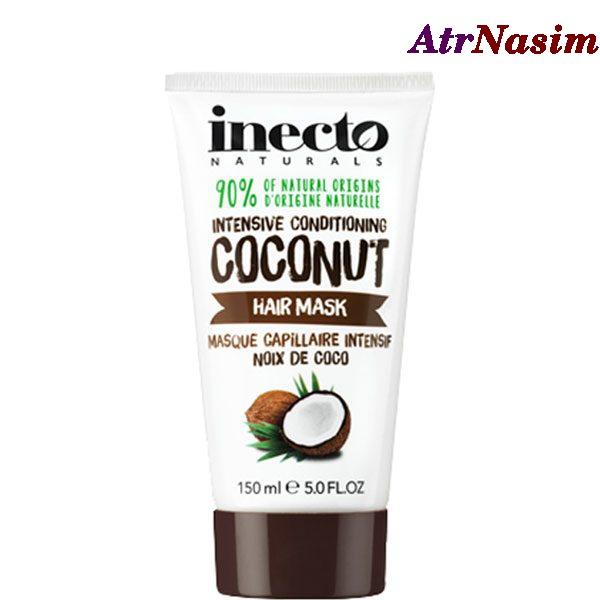 AtrNasim
inecto
NATURALS
90% OF NATURAL ORIGINS
D'ORIGINE NATURELLE
INTENSIVE CONDITIONING
COCONUT
HAIR MASK
MASQUE CAPILLAIRE INTENSIF
NOIX DE COCO
150 ml e 5.0 FL.OZ